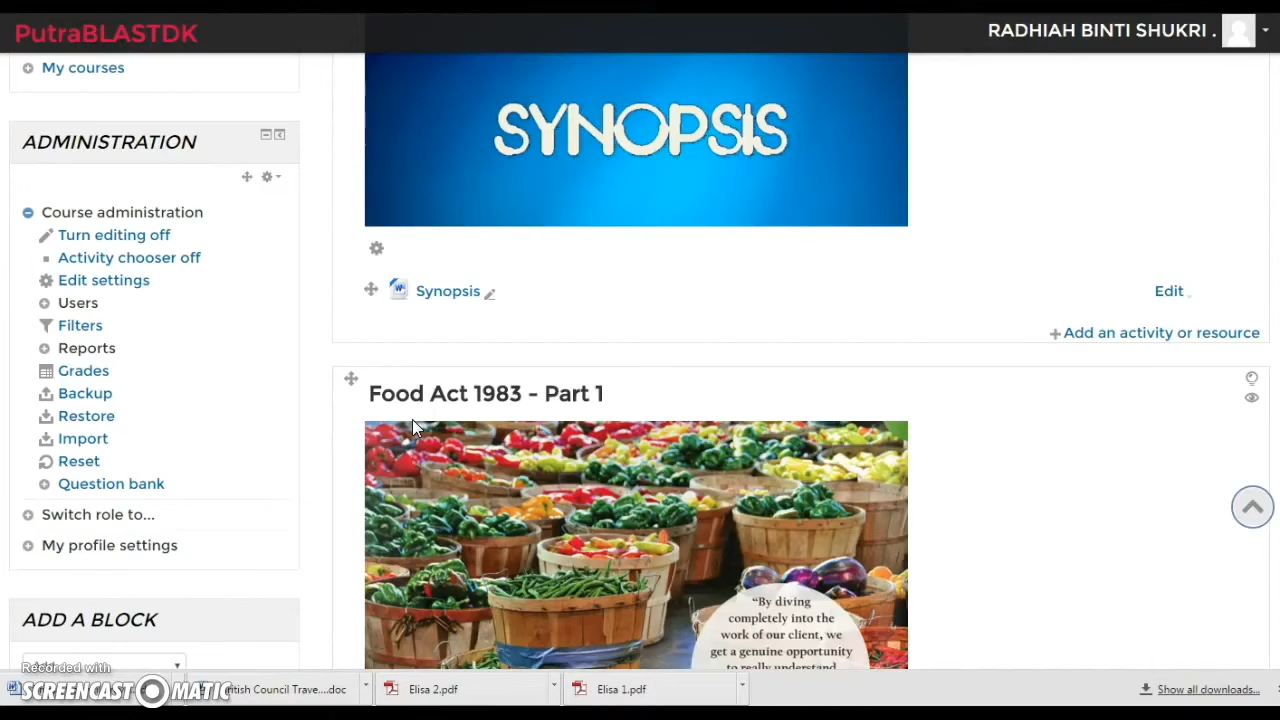 PutraBLASTDK
RADHIAH BINTI SHUKRI .
My courses
ADMINISTRATION
Course administration
Turn editing off
Activity chooser off
Edit settings
Users
Filters
Reports
Grades
Backup
Restore
Import
Reset
Question bank
Switch role to...
My profile settings
ADD A BLOCK
SYNOPSIS
Synopsis
Edit
Add an activity or resource
Food Act 1983 - Part 1
“By diving
completely into the
work of our client, we
get a genuine opportunity
to really understand
Recorded with
SCREENCAST MATIC
British Council Trave....doc
Elisa 2.pdf
Elisa 1.pdf
Show all downloads...